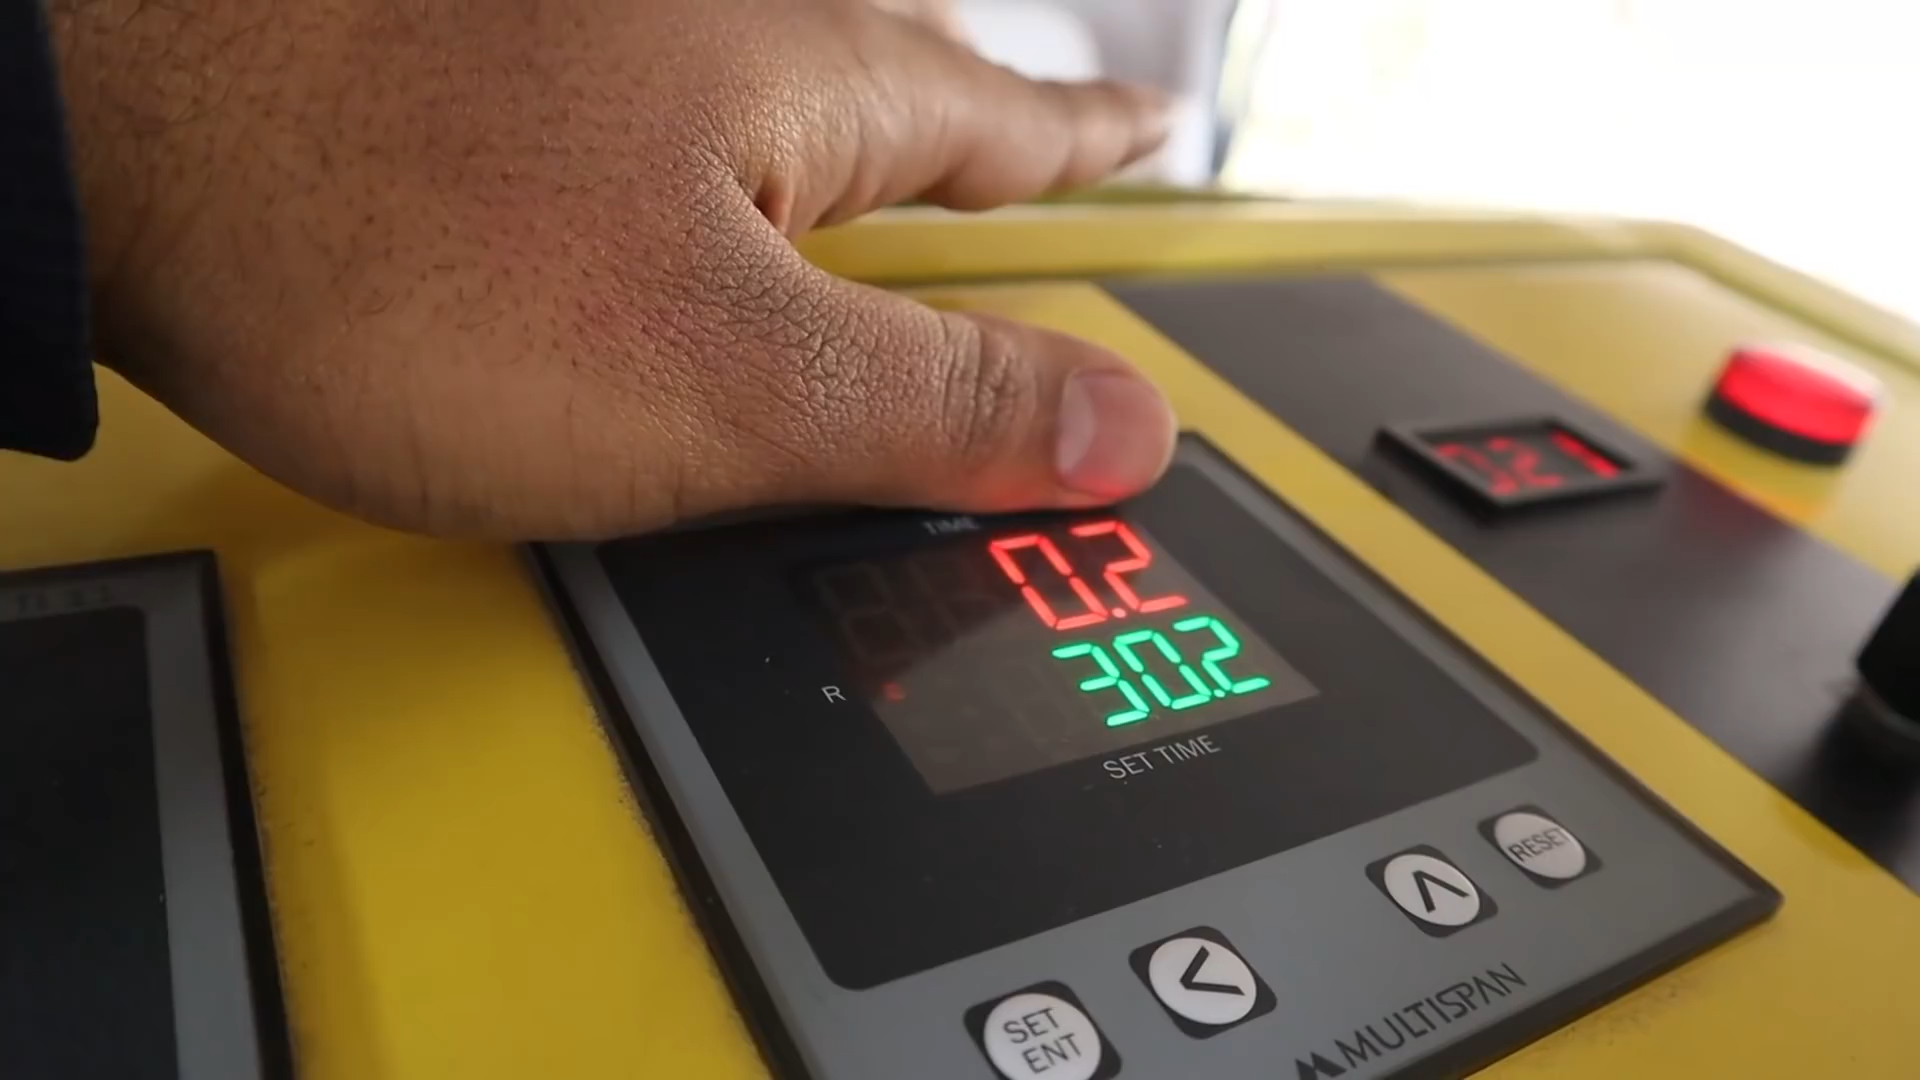 TIME
0.2
30.2
R
SET TIME
RESET
SET
ENT
MULTISPAN